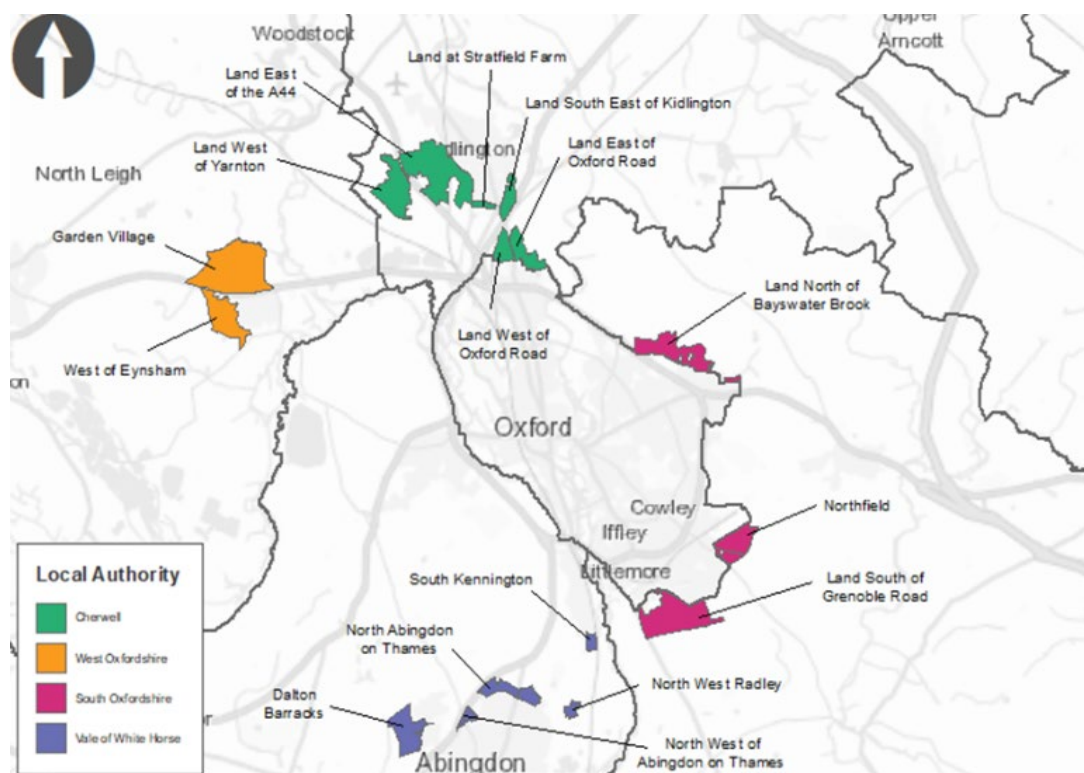 Woodstock
Upper
Arncott
Land at Stratfield Farm
Land East
of the A44
Land South East of Kidlington
Land West
of Yarnton
dlington
Land East of
Oxford Road
North Leigh
Garden Village
Land North of
Bayswater Brook
Land West of
Oxford Road
West of Eynsham
on
Oxford
Cowley
Northfield
Iffley
Littlemore
South Kennington
Land South of
Grenoble Road
North Abingdon
on Thames
North West Radley
Dalton
Barracks
or
North West of
Abingdon on Thames
Abingdon
Local Authority
Cherwell
West Oxfordshire
South Oxfordshire
Vale of White Horse